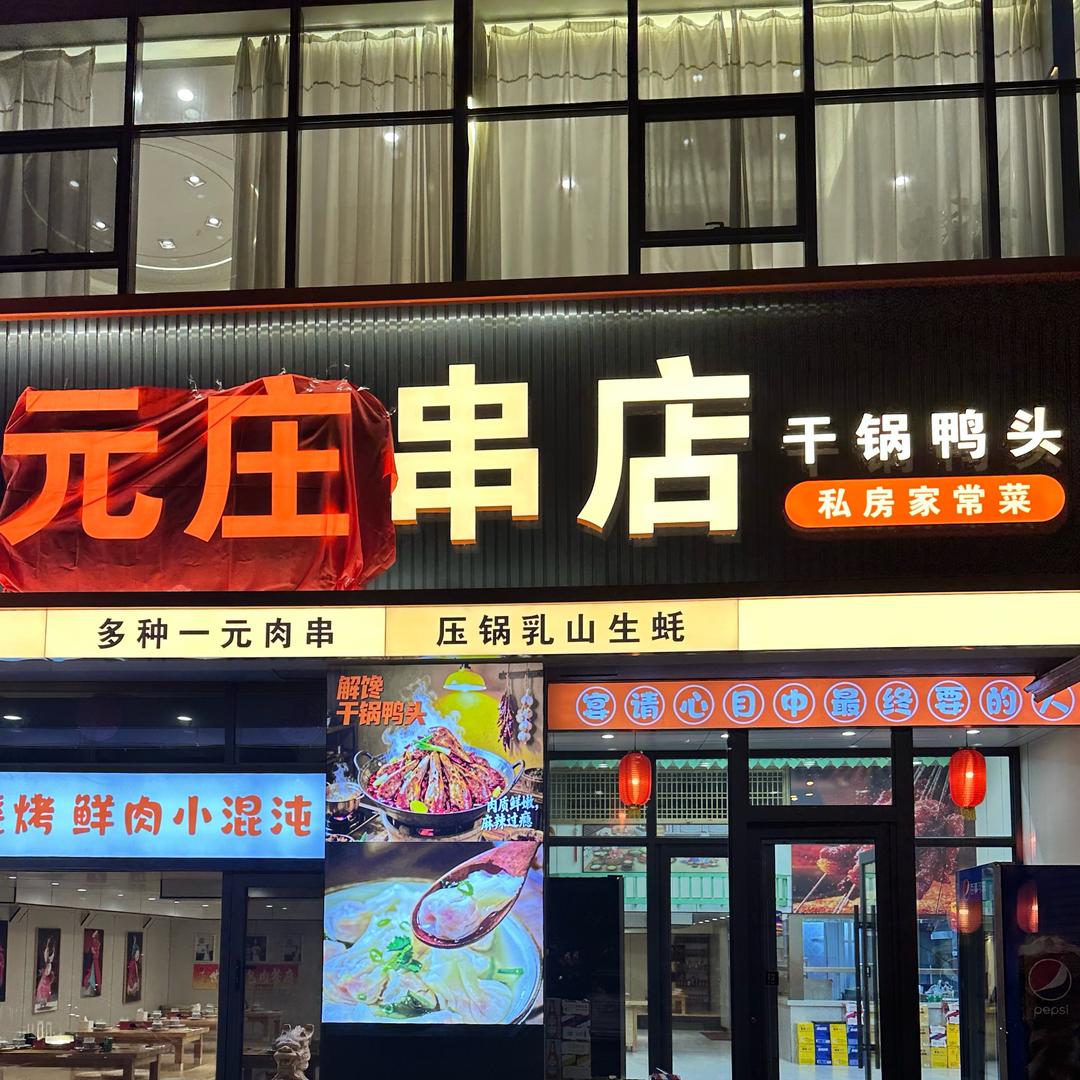 元庄串店
干锅鸭头
私房家常菜
多种一元肉串
压锅乳山生蚝
解馋
干锅鸭头
肉质鲜嫩
麻辣过瘾
宴请心目中最终要的人
烧烤 鲜肉小混沌
pepsi